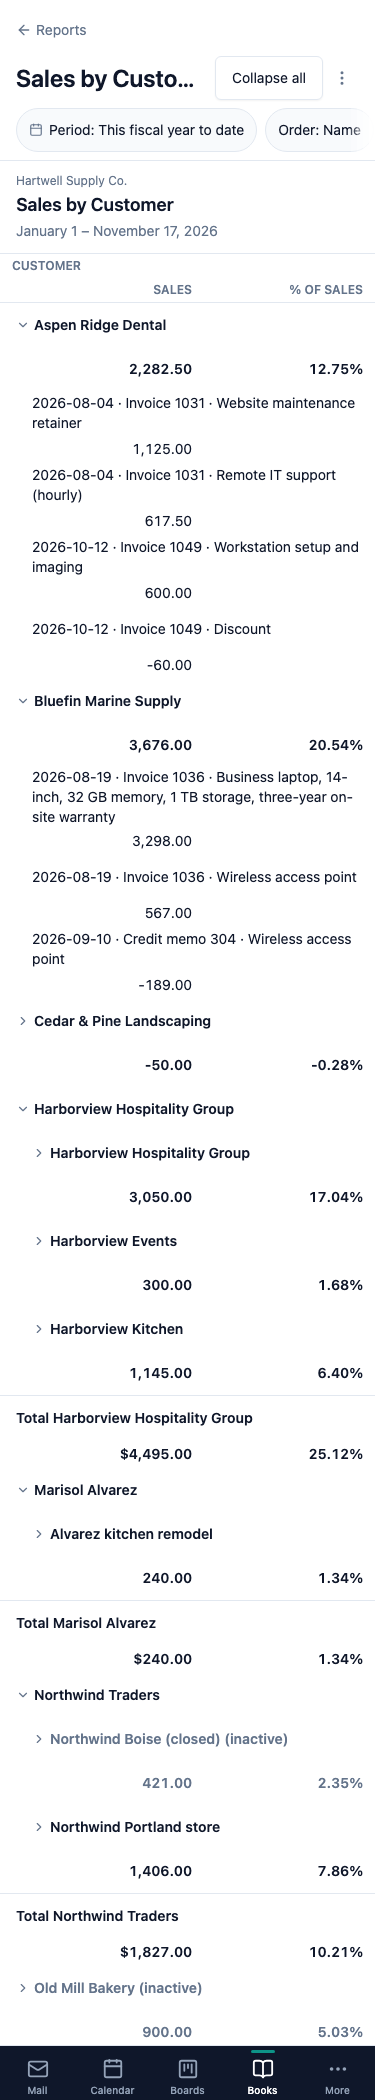 Reports
Sales by Custo...
Collapse all
Period: This fiscal year to date
Order: Name
Hartwell Supply Co.
Sales by Customer
January 1 – November 17, 2026
CUSTOMER
SALES % OF SALES
Aspen Ridge Dental
2,282.50 12.75%
2026-08-04 · Invoice 1031 · Website maintenance
retainer
1,125.00
2026-08-04 · Invoice 1031 · Remote IT support
(hourly)
617.50
2026-10-12 · Invoice 1049 · Workstation setup and
imaging
600.00
2026-10-12 · Invoice 1049 · Discount
-60.00
Bluefin Marine Supply
3,676.00 20.54%
2026-08-19 · Invoice 1036 · Business laptop, 14-
inch, 32 GB memory, 1 TB storage, three-year on-
site warranty
3,298.00
2026-08-19 · Invoice 1036 · Wireless access point
567.00
2026-09-10 · Credit memo 304 · Wireless access
point
-189.00
Cedar & Pine Landscaping
-50.00 -0.28%
Harborview Hospitality Group
Harborview Hospitality Group
3,050.00 17.04%
Harborview Events
300.00 1.68%
Harborview Kitchen
1,145.00 6.40%
Total Harborview Hospitality Group
$4,495.00 25.12%
Marisol Alvarez
Alvarez kitchen remodel
240.00 1.34%
Total Marisol Alvarez
$240.00 1.34%
Northwind Traders
Northwind Boise (closed) (inactive)
421.00 2.35%
Northwind Portland store
1,406.00 7.86%
Total Northwind Traders
$1,827.00 10.21%
Old Mill Bakery (inactive)
900.00 5.03%
Mail
Calendar
Boards
Books
More